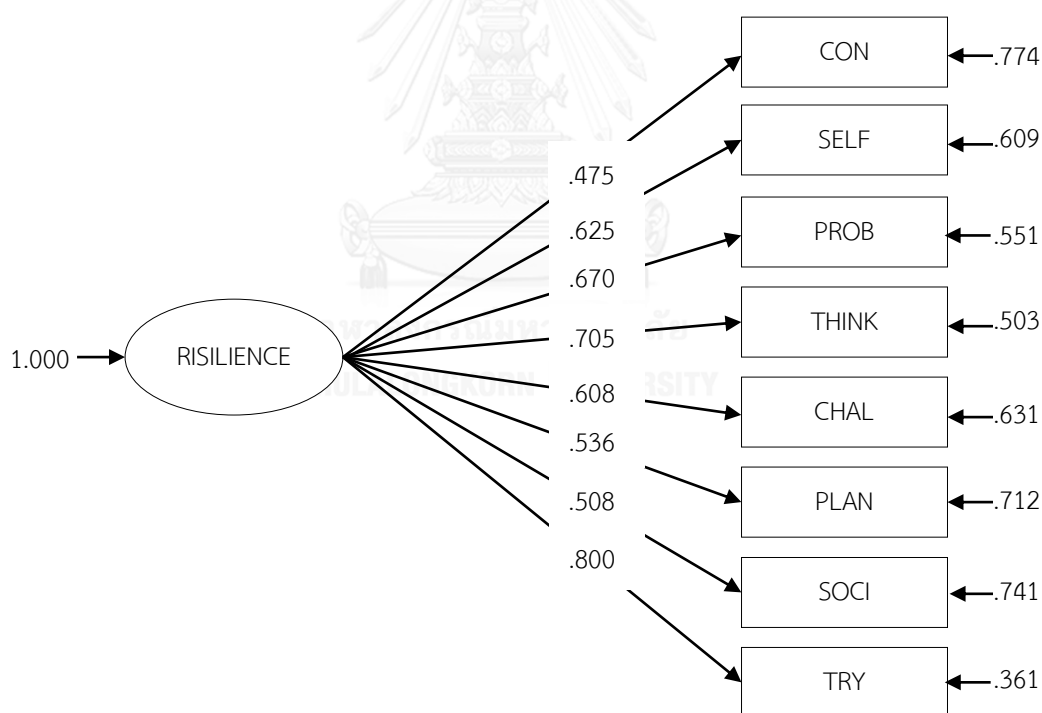 CON
.774
SELF
.609
.475
.625
PROB
.551
.670
THINK
.503
.705
1.000
RISILIENCE
CHAL
.631
.608
.536
PLAN
.712
.508
.800
SOCI
.741
TRY
.361